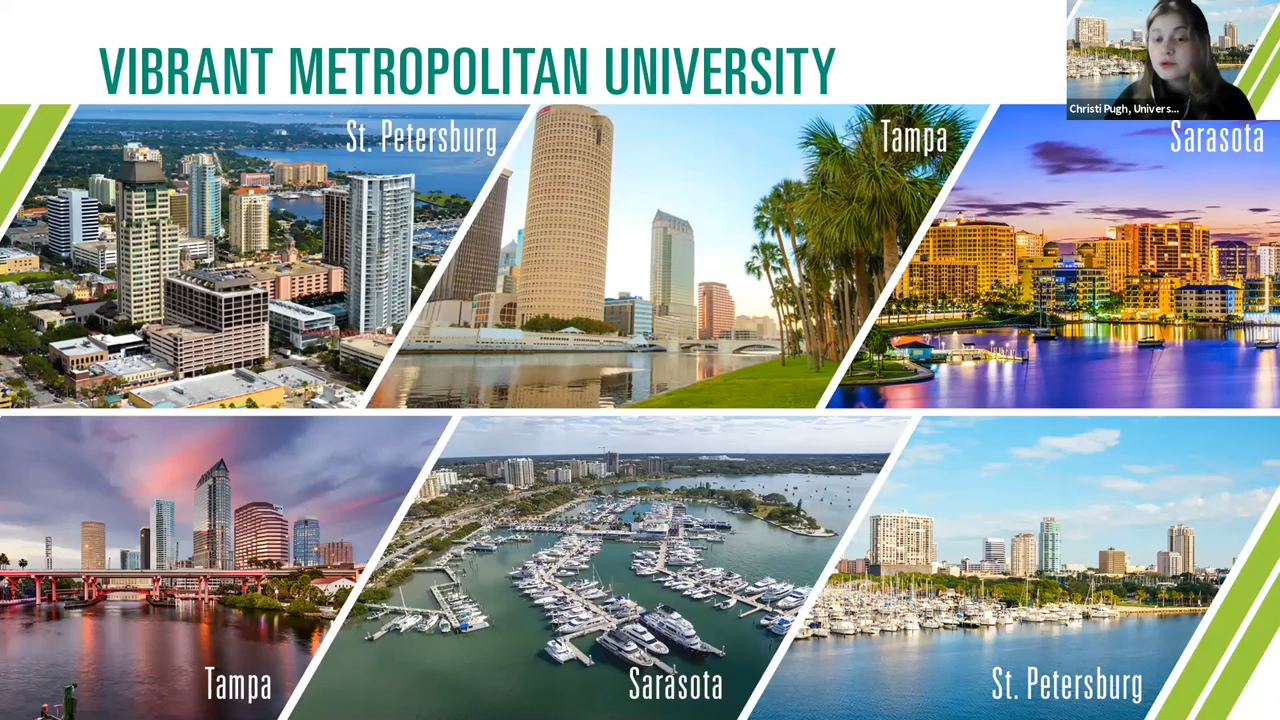 VIBRANT METROPOLITAN UNIVERSITY
Christi Pugh, Univers...
St. Petersburg
Tampa
Sarasota
Tampa
Sarasota
St. Petersburg